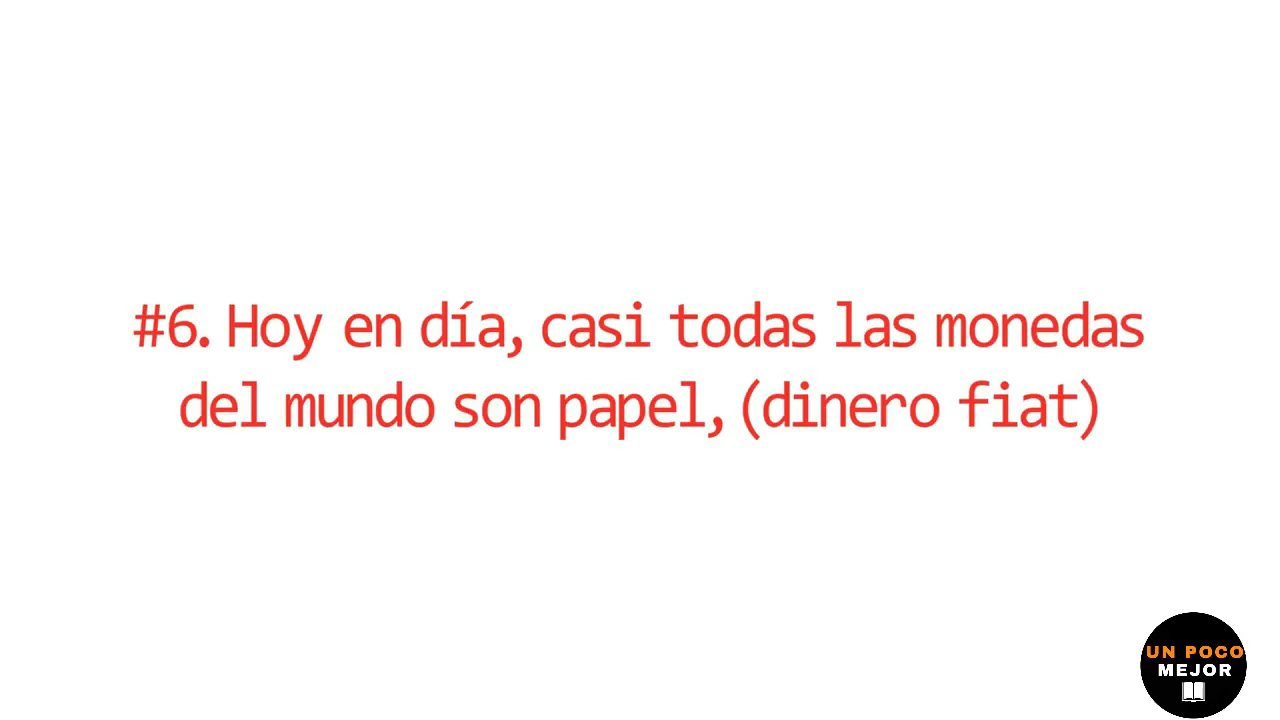 #6. Hoy en día, casi todas las monedas
del mundo son papel, (dinero fiat)
UN POCO
MEJOR